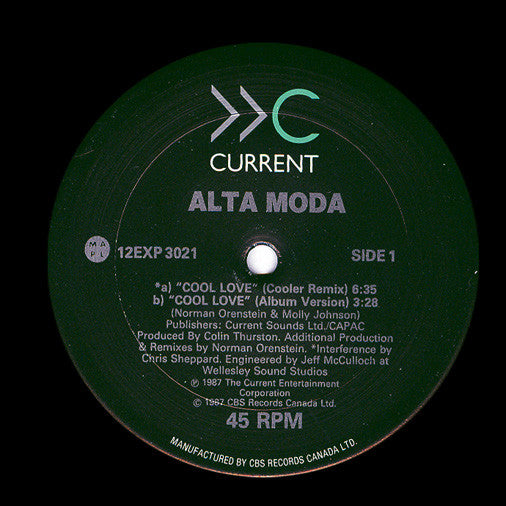 CURRENT
ALTA MODA
MAPL
12EXP 3021 SIDE 1
*a) "COOL LOVE" (Cooler Remix) 6:35
b) "COOL LOVE" (Album Version) 3:28
(Norman Orenstein & Molly Johnson)
Publishers: Current Sounds Ltd./CAPAC
Produced By Colin Thurston. Additional Production
& Remixes by Norman Orenstein. *Interference by
Chris Sheppard. Engineered by Jeff McCulloch at
Wellesley Sound Studios
℗ 1987 The Current Entertainment
Corporation
© 1987 CBS Records Canada Ltd.
45 RPM
MANUFACTURED BY CBS RECORDS CANADA LTD.